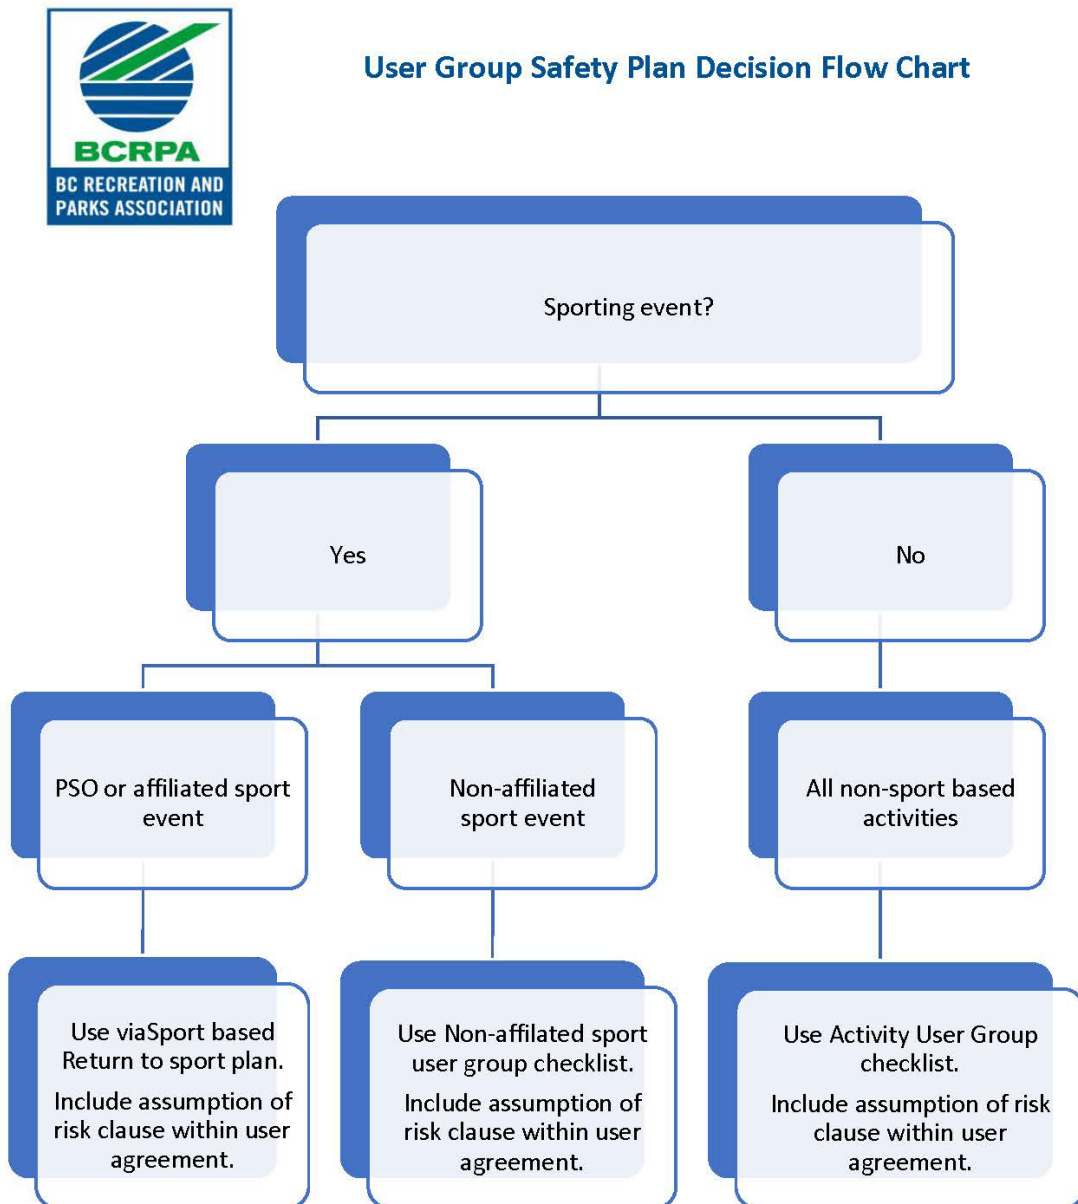 BCRPA
BC RECREATION AND
PARKS ASSOCIATION
User Group Safety Plan Decision Flow Chart
Sporting event?
Yes
No
PSO or affiliated sport
event
Non-affiliated
sport event
All non-sport based
activities
Use viaSport based
Return to sport plan.
Include assumption of
risk clause within user
agreement.
Use Non-affilated sport
user group checklist.
Include assumption of
risk clause within user
agreement.
Use Activity User Group
checklist.
Include assumption of risk
clause within user
agreement.